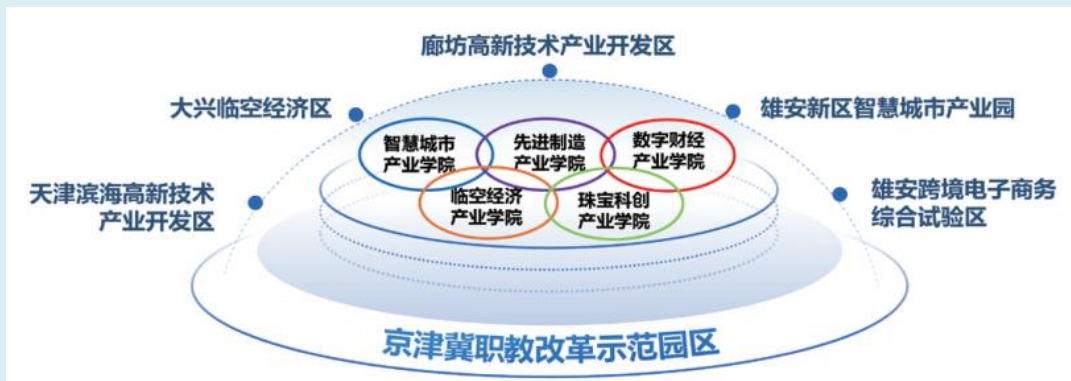 廊坊高新技术产业开发区
大兴临空经济区
雄安新区智慧城市产业园
智慧城市
产业学院
先进制造
产业学院
数字财经
产业学院
天津滨海高新技术
产业开发区
临空经济
产业学院
珠宝科创
产业学院
雄安跨境电子商务
综合试验区
京津冀职教改革示范园区